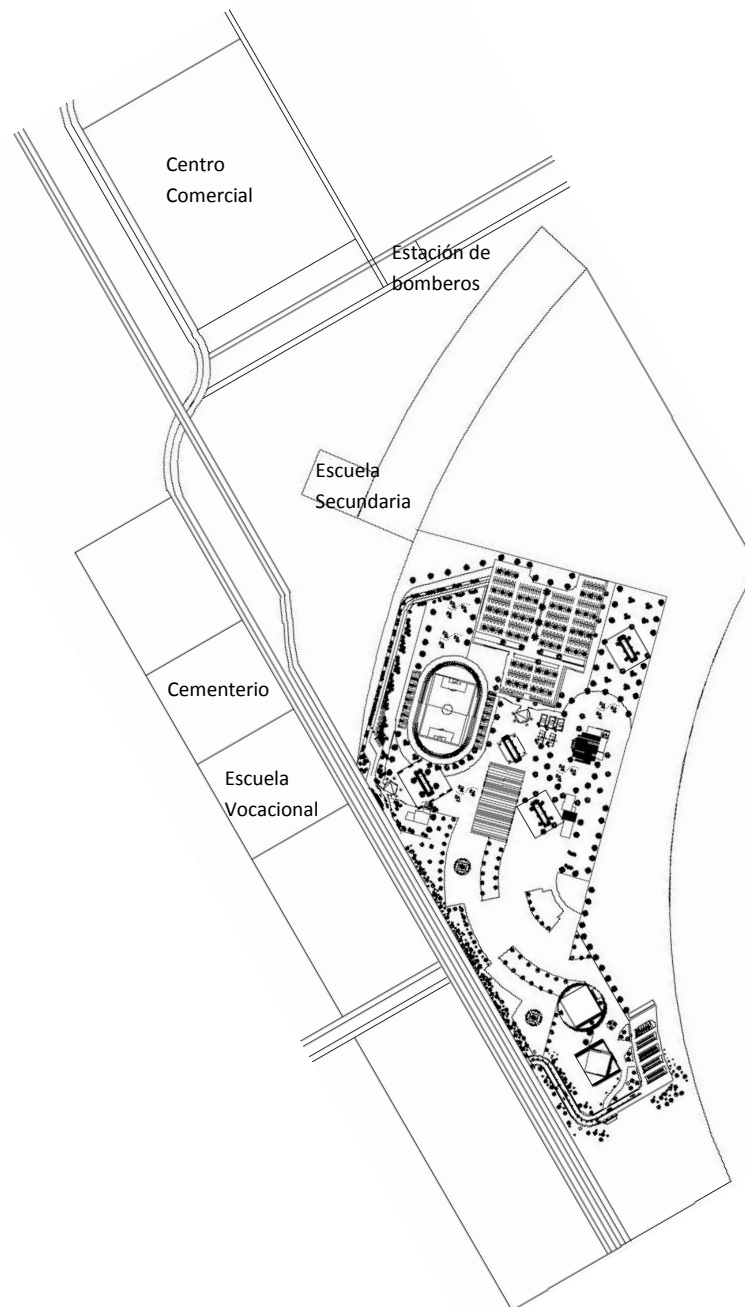 Centro
Comercial
Estación de
bomberos
Escuela
Secundaria
Cementerio
Escuela
Vocacional